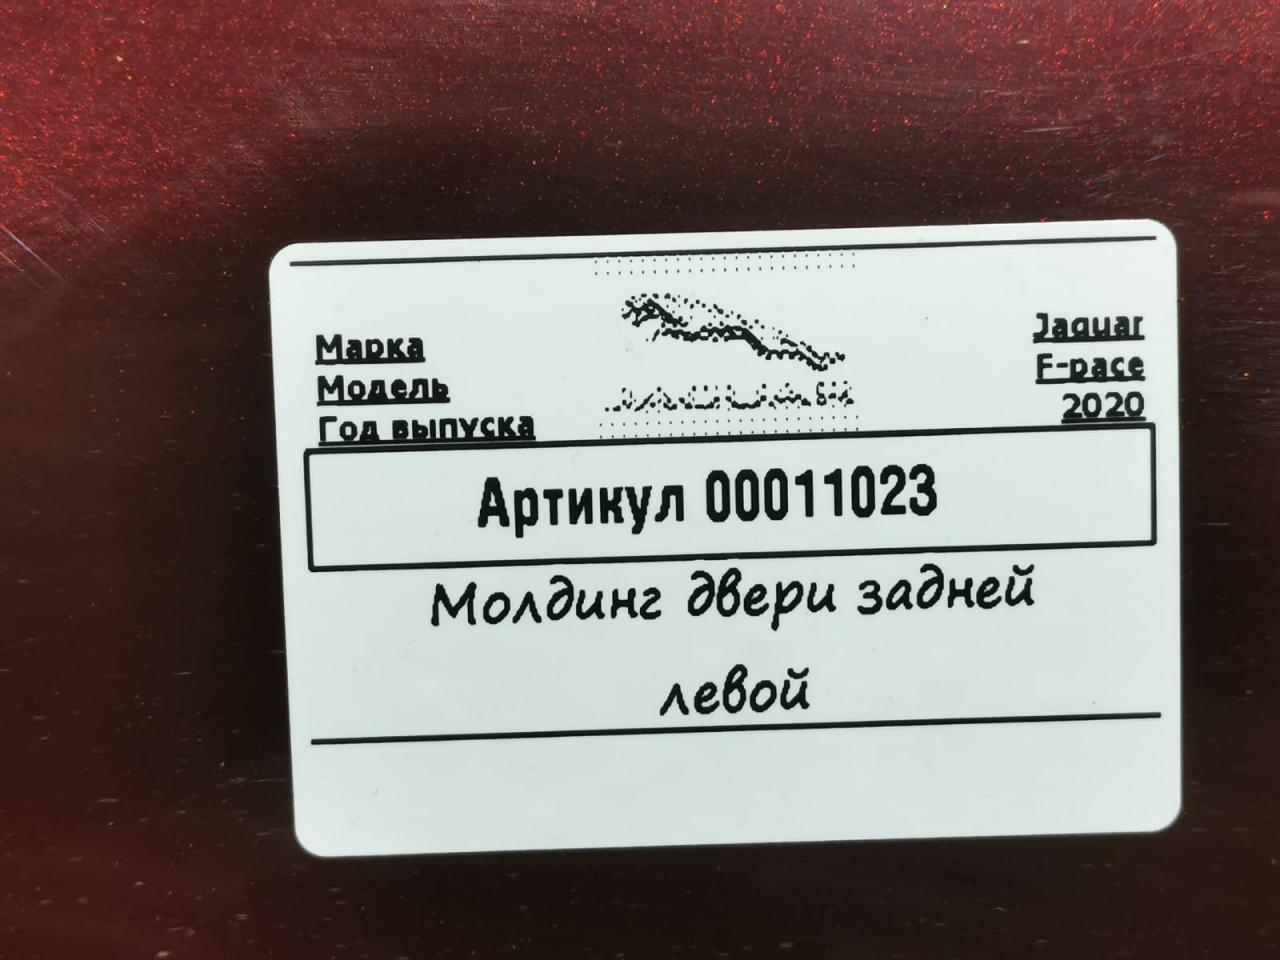 Марка Jaguar
Модель F-pace
Год выпуска 2020
Артикул 00011023
Молдинг двери задней
левой